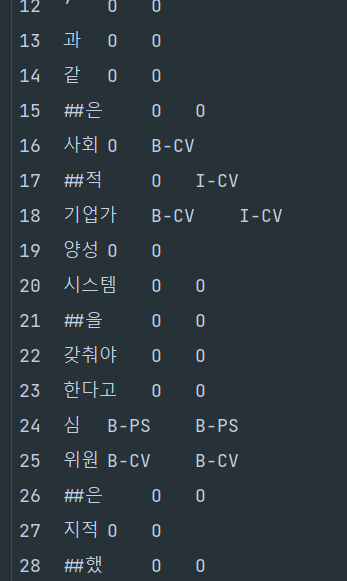 12 , O O
13 과 O O
14 같 O O
15 ##은 O O
16 사회 O B-CV
17 ##적 O I-CV
18 기업가 B-CV I-CV
19 양성 O O
20 시스템 O O
21 ##을 O O
22 갖춰야 O O
23 한다고 O O
24 심 B-PS B-PS
25 위원 B-CV B-CV
26 ##은 O O
27 지적 O O
28 ##했 O O